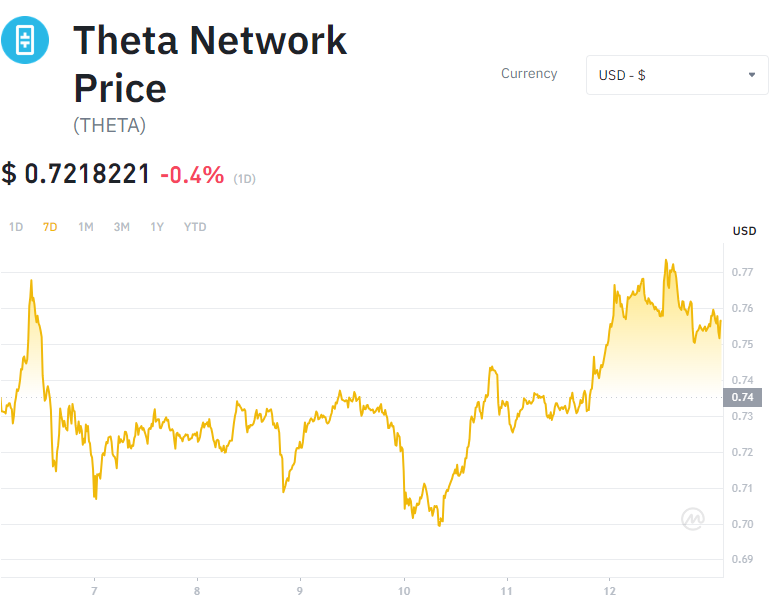 Theta Network
Price
(THETA)
Currency
USD - $
$ 0.7218221 -0.4% (1D)
1D 7D 1M 3M 1Y YTD
USD
0.77
0.76
0.75
0.74
0.74
0.73
0.72
0.71
0.70
0.69
7 8 9 10 11 12